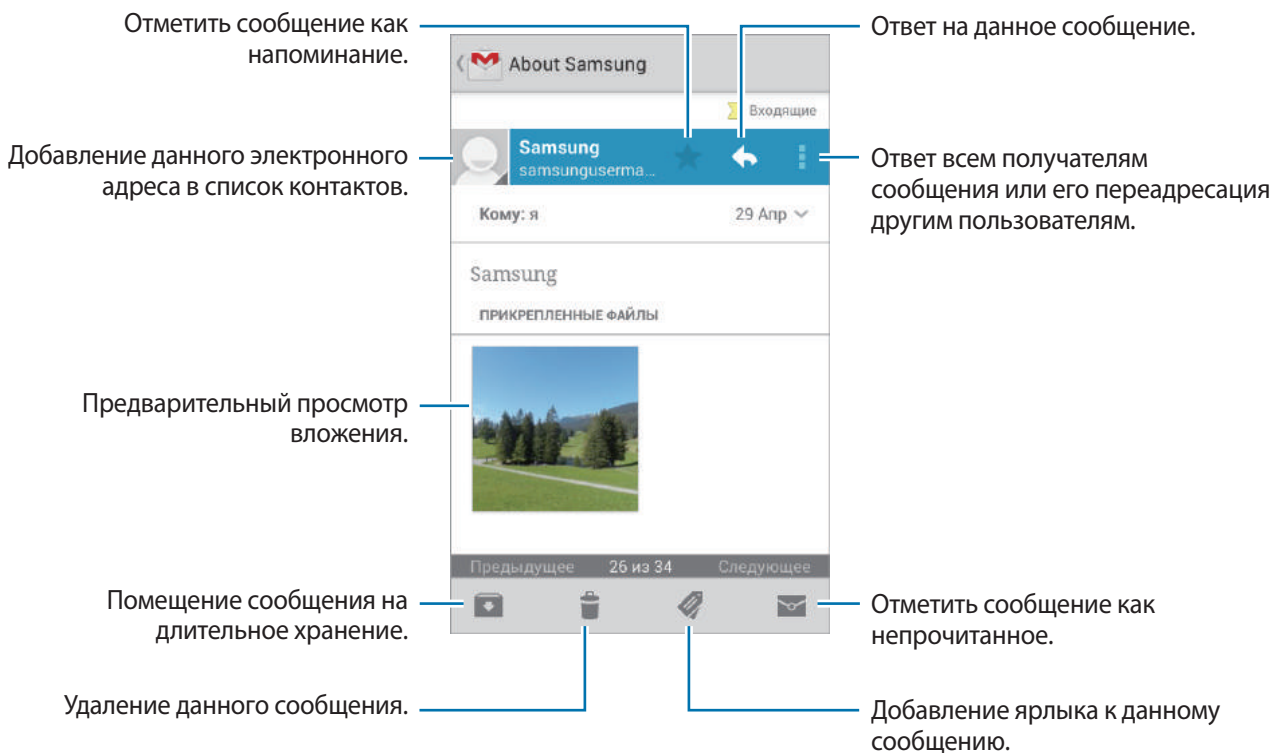 Отметить сообщение как
напоминание.
Ответ на данное сообщение.
About Samsung
Входящие
Добавление данного электронного
адреса в список контактов.
Samsung
samsunguserma...
Ответ всем получателям
сообщения или его переадресация
другим пользователям.
Кому: я
29 Апр
Samsung
ПРИКРЕПЛЕННЫЕ ФАЙЛЫ
Предварительный просмотр
вложения.
Предыдущее 26 из 34 Следующее
Помещение сообщения на
длительное хранение.
Отметить сообщение как
непрочитанное.
Удаление данного сообщения.
Добавление ярлыка к данному
сообщению.